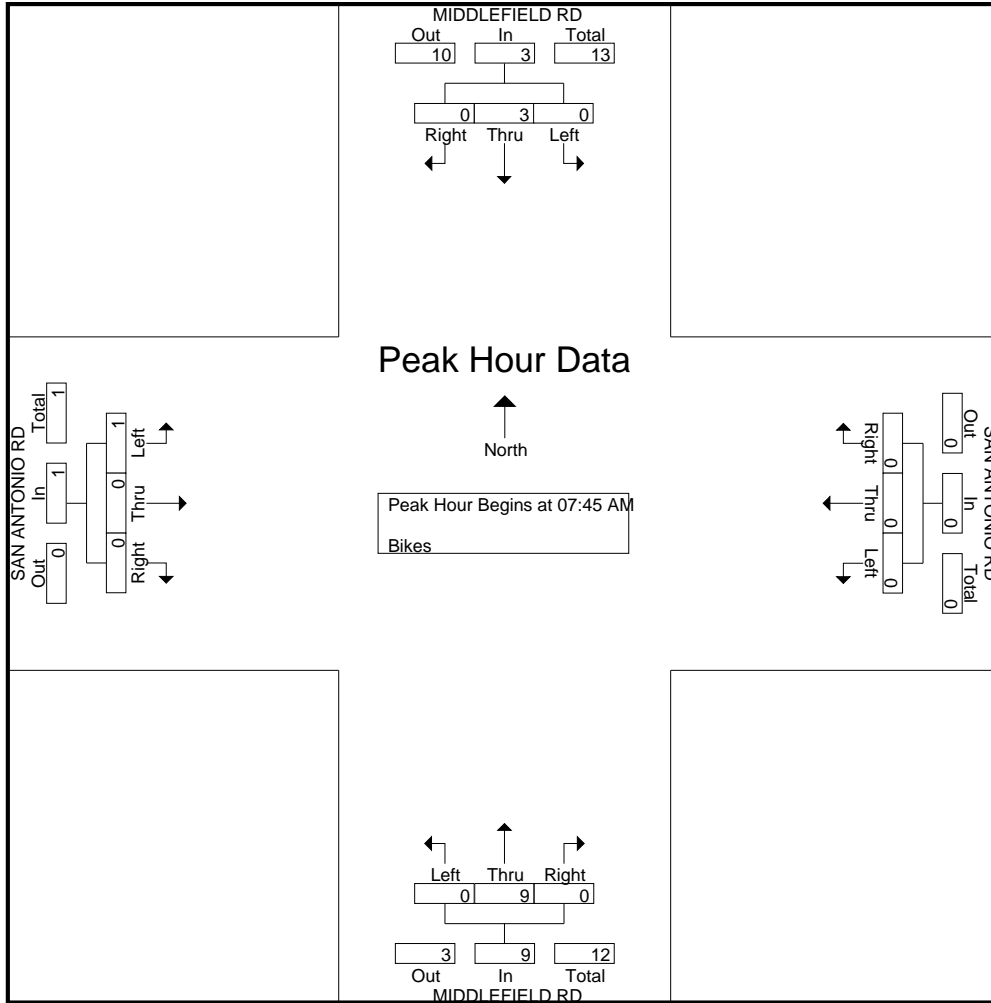 MIDDLEFIELD RD
Out In Total
10 3 13
0 3 0
Right Thru Left
Peak Hour Data
North
Peak Hour Begins at 07:45 AM
Bikes
SAN ANTONIO RD
Out In Total
0 1 1
Right Thru Left
0 0 1
SAN ANTONIO RD
Out In Total
0 0 0
Right Thru Left
0 0 0
Left Thru Right
0 9 0
3 9 12
Out In Total
MIDDLEFIELD RD